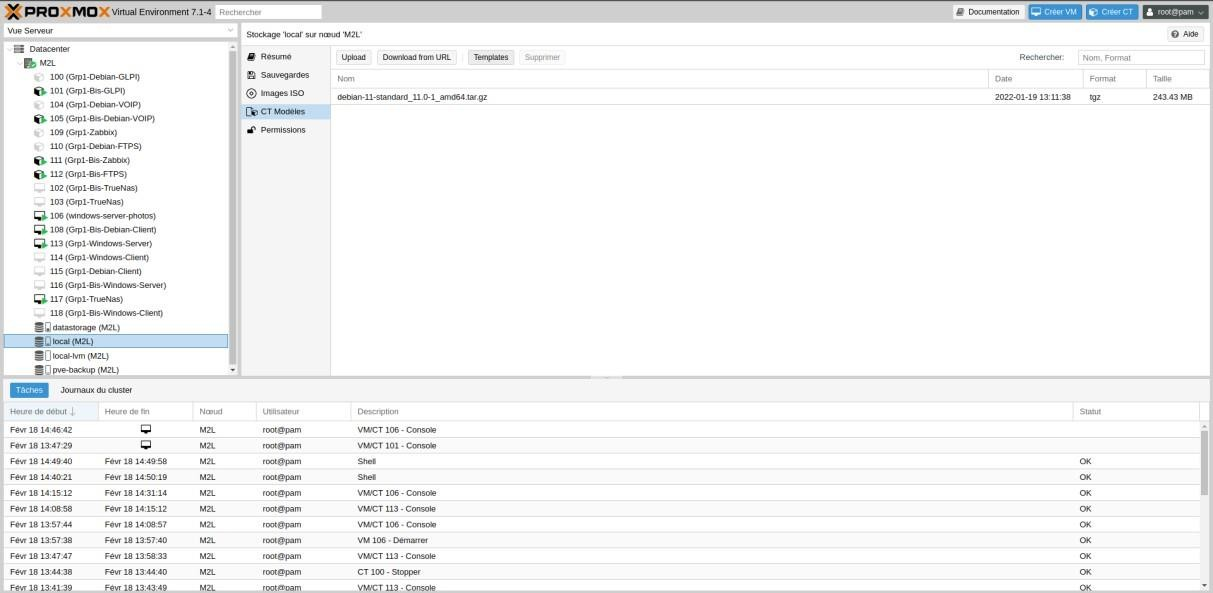 PROXMOX Virtual Environment 7.1-4 Rechercher Documentation Créer VM Créer CT root@pam
Vue Serveur
Stockage 'local' sur nœud 'M2L' Aide
Datacenter
M2L
100 (Grp1-Debian-GLPI)
101 (Grp1-Bis-GLPI)
104 (Grp1-Debian-VOIP)
105 (Grp1-Bis-Debian-VOIP)
109 (Grp1-Zabbix)
110 (Grp1-Debian-FTPS)
111 (Grp1-Bis-Zabbix)
112 (Grp1-Bis-FTPS)
102 (Grp1-Bis-TrueNas)
103 (Grp1-TrueNas)
106 (windows-server-photos)
108 (Grp1-Bis-Debian-Client)
113 (Grp1-Windows-Server)
114 (Grp1-Windows-Client)
115 (Grp1-Debian-Client)
116 (Grp1-Bis-Windows-Server)
117 (Grp1-TrueNas)
118 (Grp1-Bis-Windows-Client)
datastorage (M2L)
local (M2L)
local-lvm (M2L)
pve-backup (M2L)
Résumé
Sauvegardes
Images ISO
CT Modèles
Permissions
Upload Download from URL Templates Supprimer Rechercher: Nom, Format
Nom Date Format Taille
debian-11-standard_11.0-1_amd64.tar.gz 2022-01-19 13:11:38 tgz 243.43 MB
Tâches Journaux du cluster
Heure de début ↓ Heure de fin Nœud Utilisateur Description Statut
Févr 18 14:46:42 M2L root@pam VM/CT 106 - Console
Févr 18 13:47:29 M2L root@pam VM/CT 101 - Console
Févr 18 14:49:40 Févr 18 14:49:58 M2L root@pam Shell OK
Févr 18 14:40:21 Févr 18 14:50:19 M2L root@pam Shell OK
Févr 18 14:15:12 Févr 18 14:31:14 M2L root@pam VM/CT 106 - Console OK
Févr 18 14:08:58 Févr 18 14:15:12 M2L root@pam VM/CT 113 - Console OK
Févr 18 13:57:44 Févr 18 14:08:57 M2L root@pam VM/CT 106 - Console OK
Févr 18 13:57:38 Févr 18 13:57:40 M2L root@pam VM 106 - Démarrer OK
Févr 18 13:47:47 Févr 18 13:58:33 M2L root@pam VM/CT 113 - Console OK
Févr 18 13:44:38 Févr 18 13:44:40 M2L root@pam CT 100 - Stopper OK
Févr 18 13:41:39 Févr 18 13:43:49 M2L root@pam VM/CT 113 - Console OK